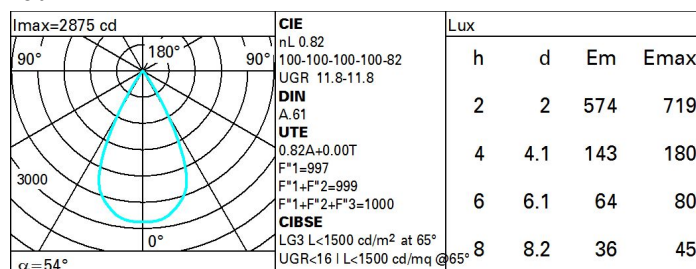 Imax=2875 cd
90°
180°
90°
3000
0°
α=54°
CIE
nL 0.82
100-100-100-100-82
UGR 11.8-11.8
DIN
A.61
UTE
0.82A+0.00T
F"1=997
F"1+F"2=999
F"1+F"2+F"3=1000
CIBSE
LG3 L<1500 cd/m² at 65°
UGR<16 | L<1500 cd/mq @65°
Lux
h d Em Emax
2 2 574 719
4 4.1 143 180
6 6.1 64 80
8 8.2 36 45